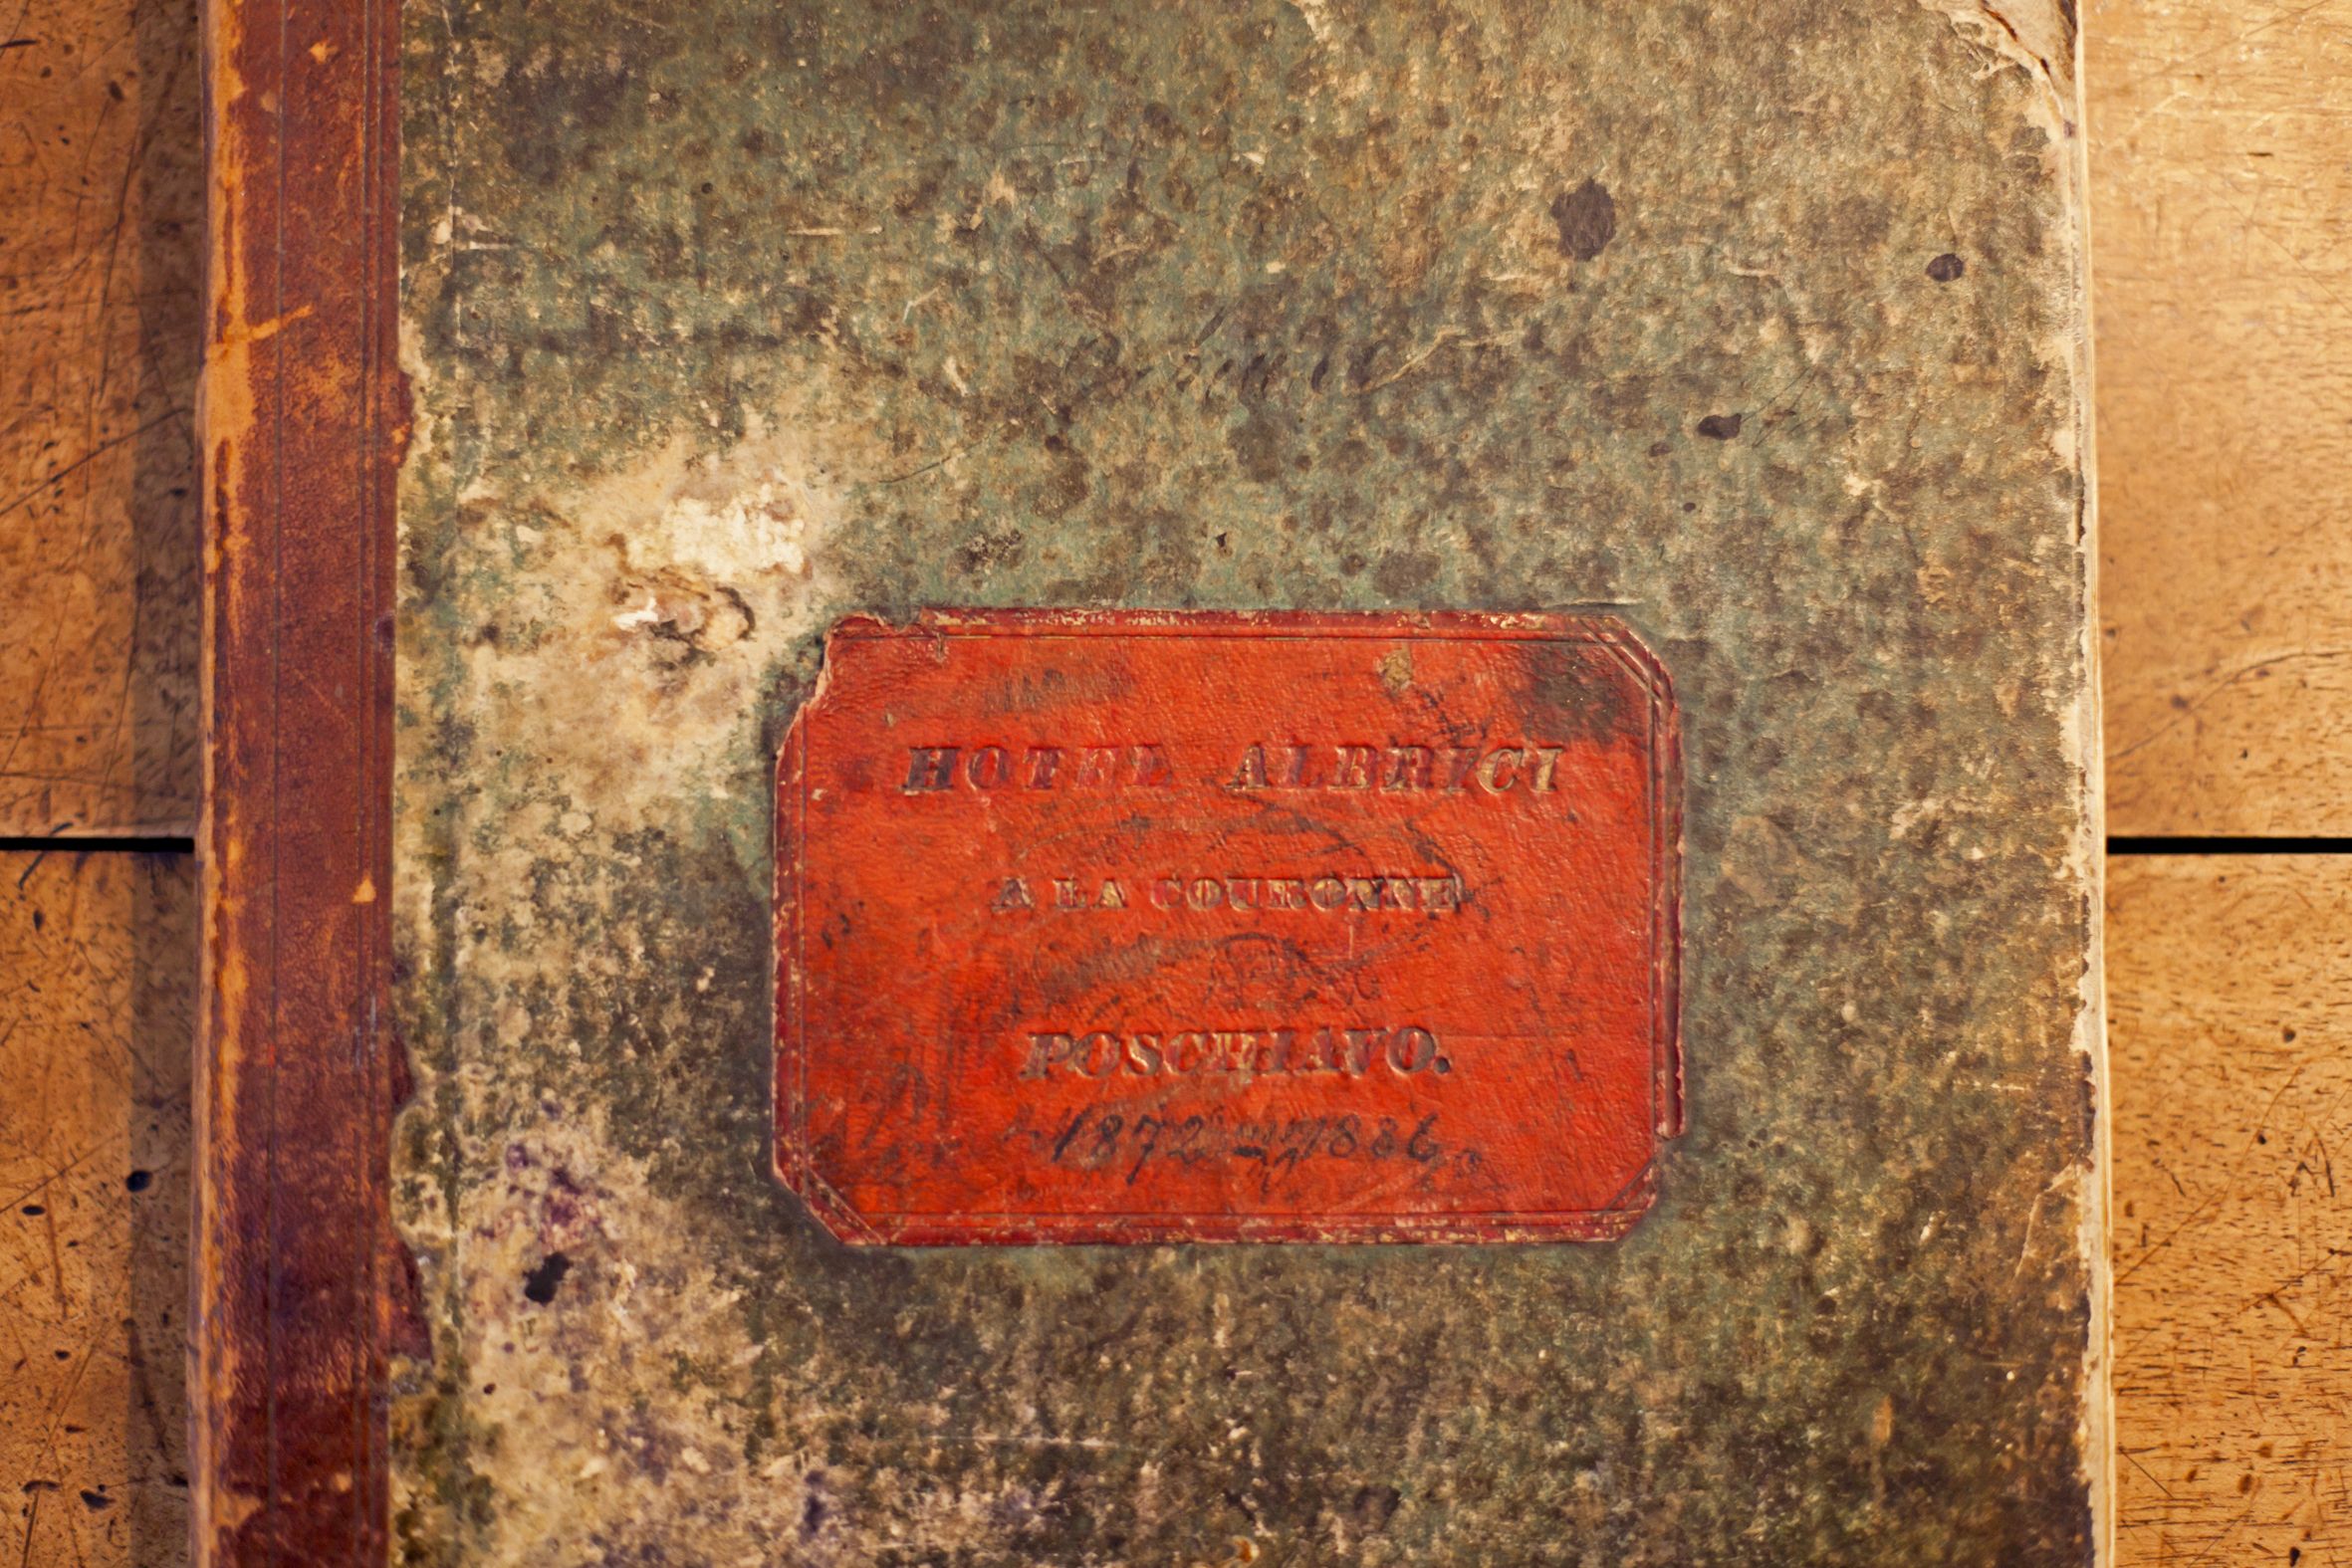 HOTEL ALBRICI
A LA COURONNE
POSCHIAVO.
1872 – 1886